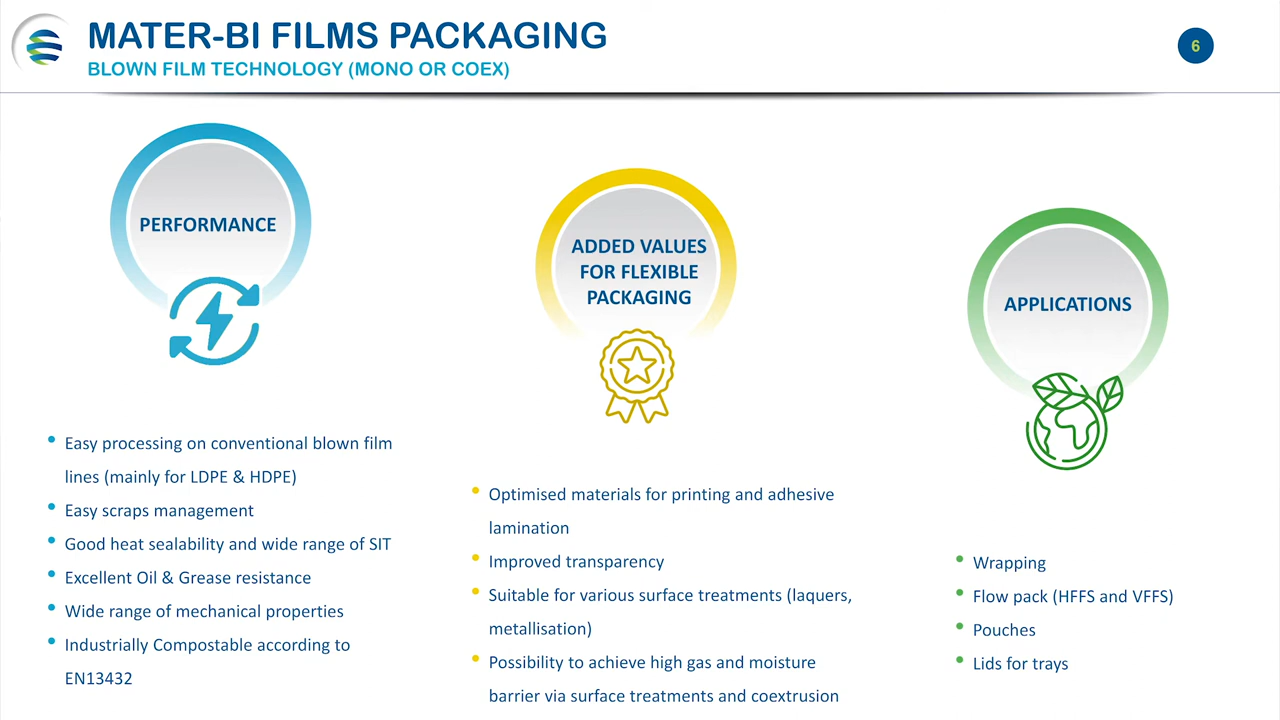 MATER-BI FILMS PACKAGING
BLOWN FILM TECHNOLOGY (MONO OR COEX)
6
PERFORMANCE
• Easy processing on conventional blown film
lines (mainly for LDPE & HDPE)
• Easy scraps management
• Good heat sealability and wide range of SIT
• Excellent Oil & Grease resistance
• Wide range of mechanical properties
• Industrially Compostable according to
EN13432
ADDED VALUES
FOR FLEXIBLE
PACKAGING
• Optimised materials for printing and adhesive
lamination
• Improved transparency
• Suitable for various surface treatments (laquers,
metallisation)
• Possibility to achieve high gas and moisture
barrier via surface treatments and coextrusion
APPLICATIONS
• Wrapping
• Flow pack (HFFS and VFFS)
• Pouches
• Lids for trays